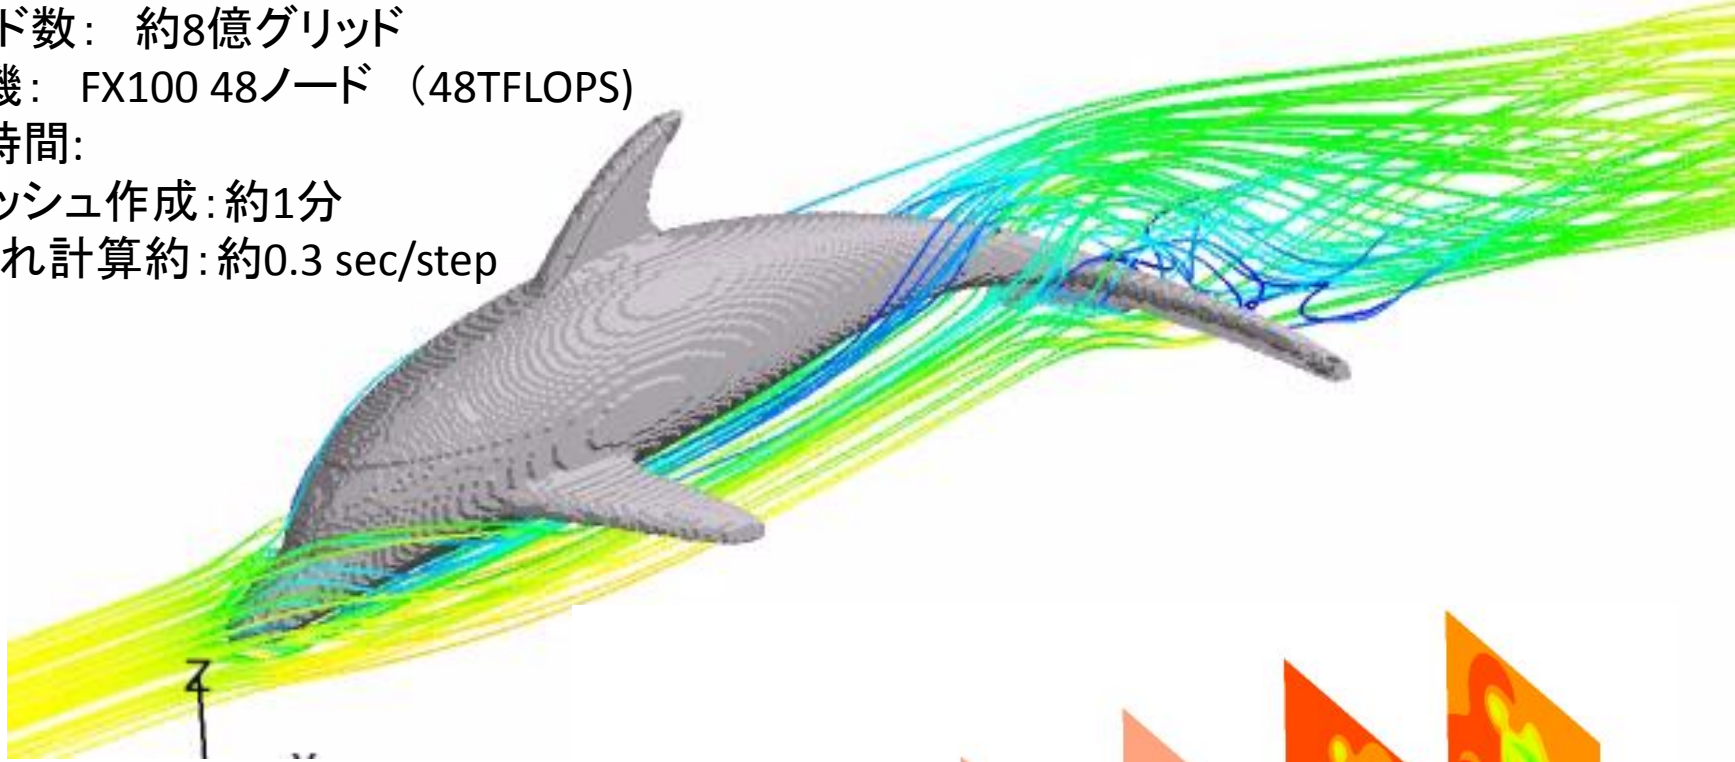 ド数： 約8億グリッド
機： FX100 48ノード （48TFLOPS)
時間:
ッシュ作成：約1分
れ計算約：約0.3 sec/step
Z